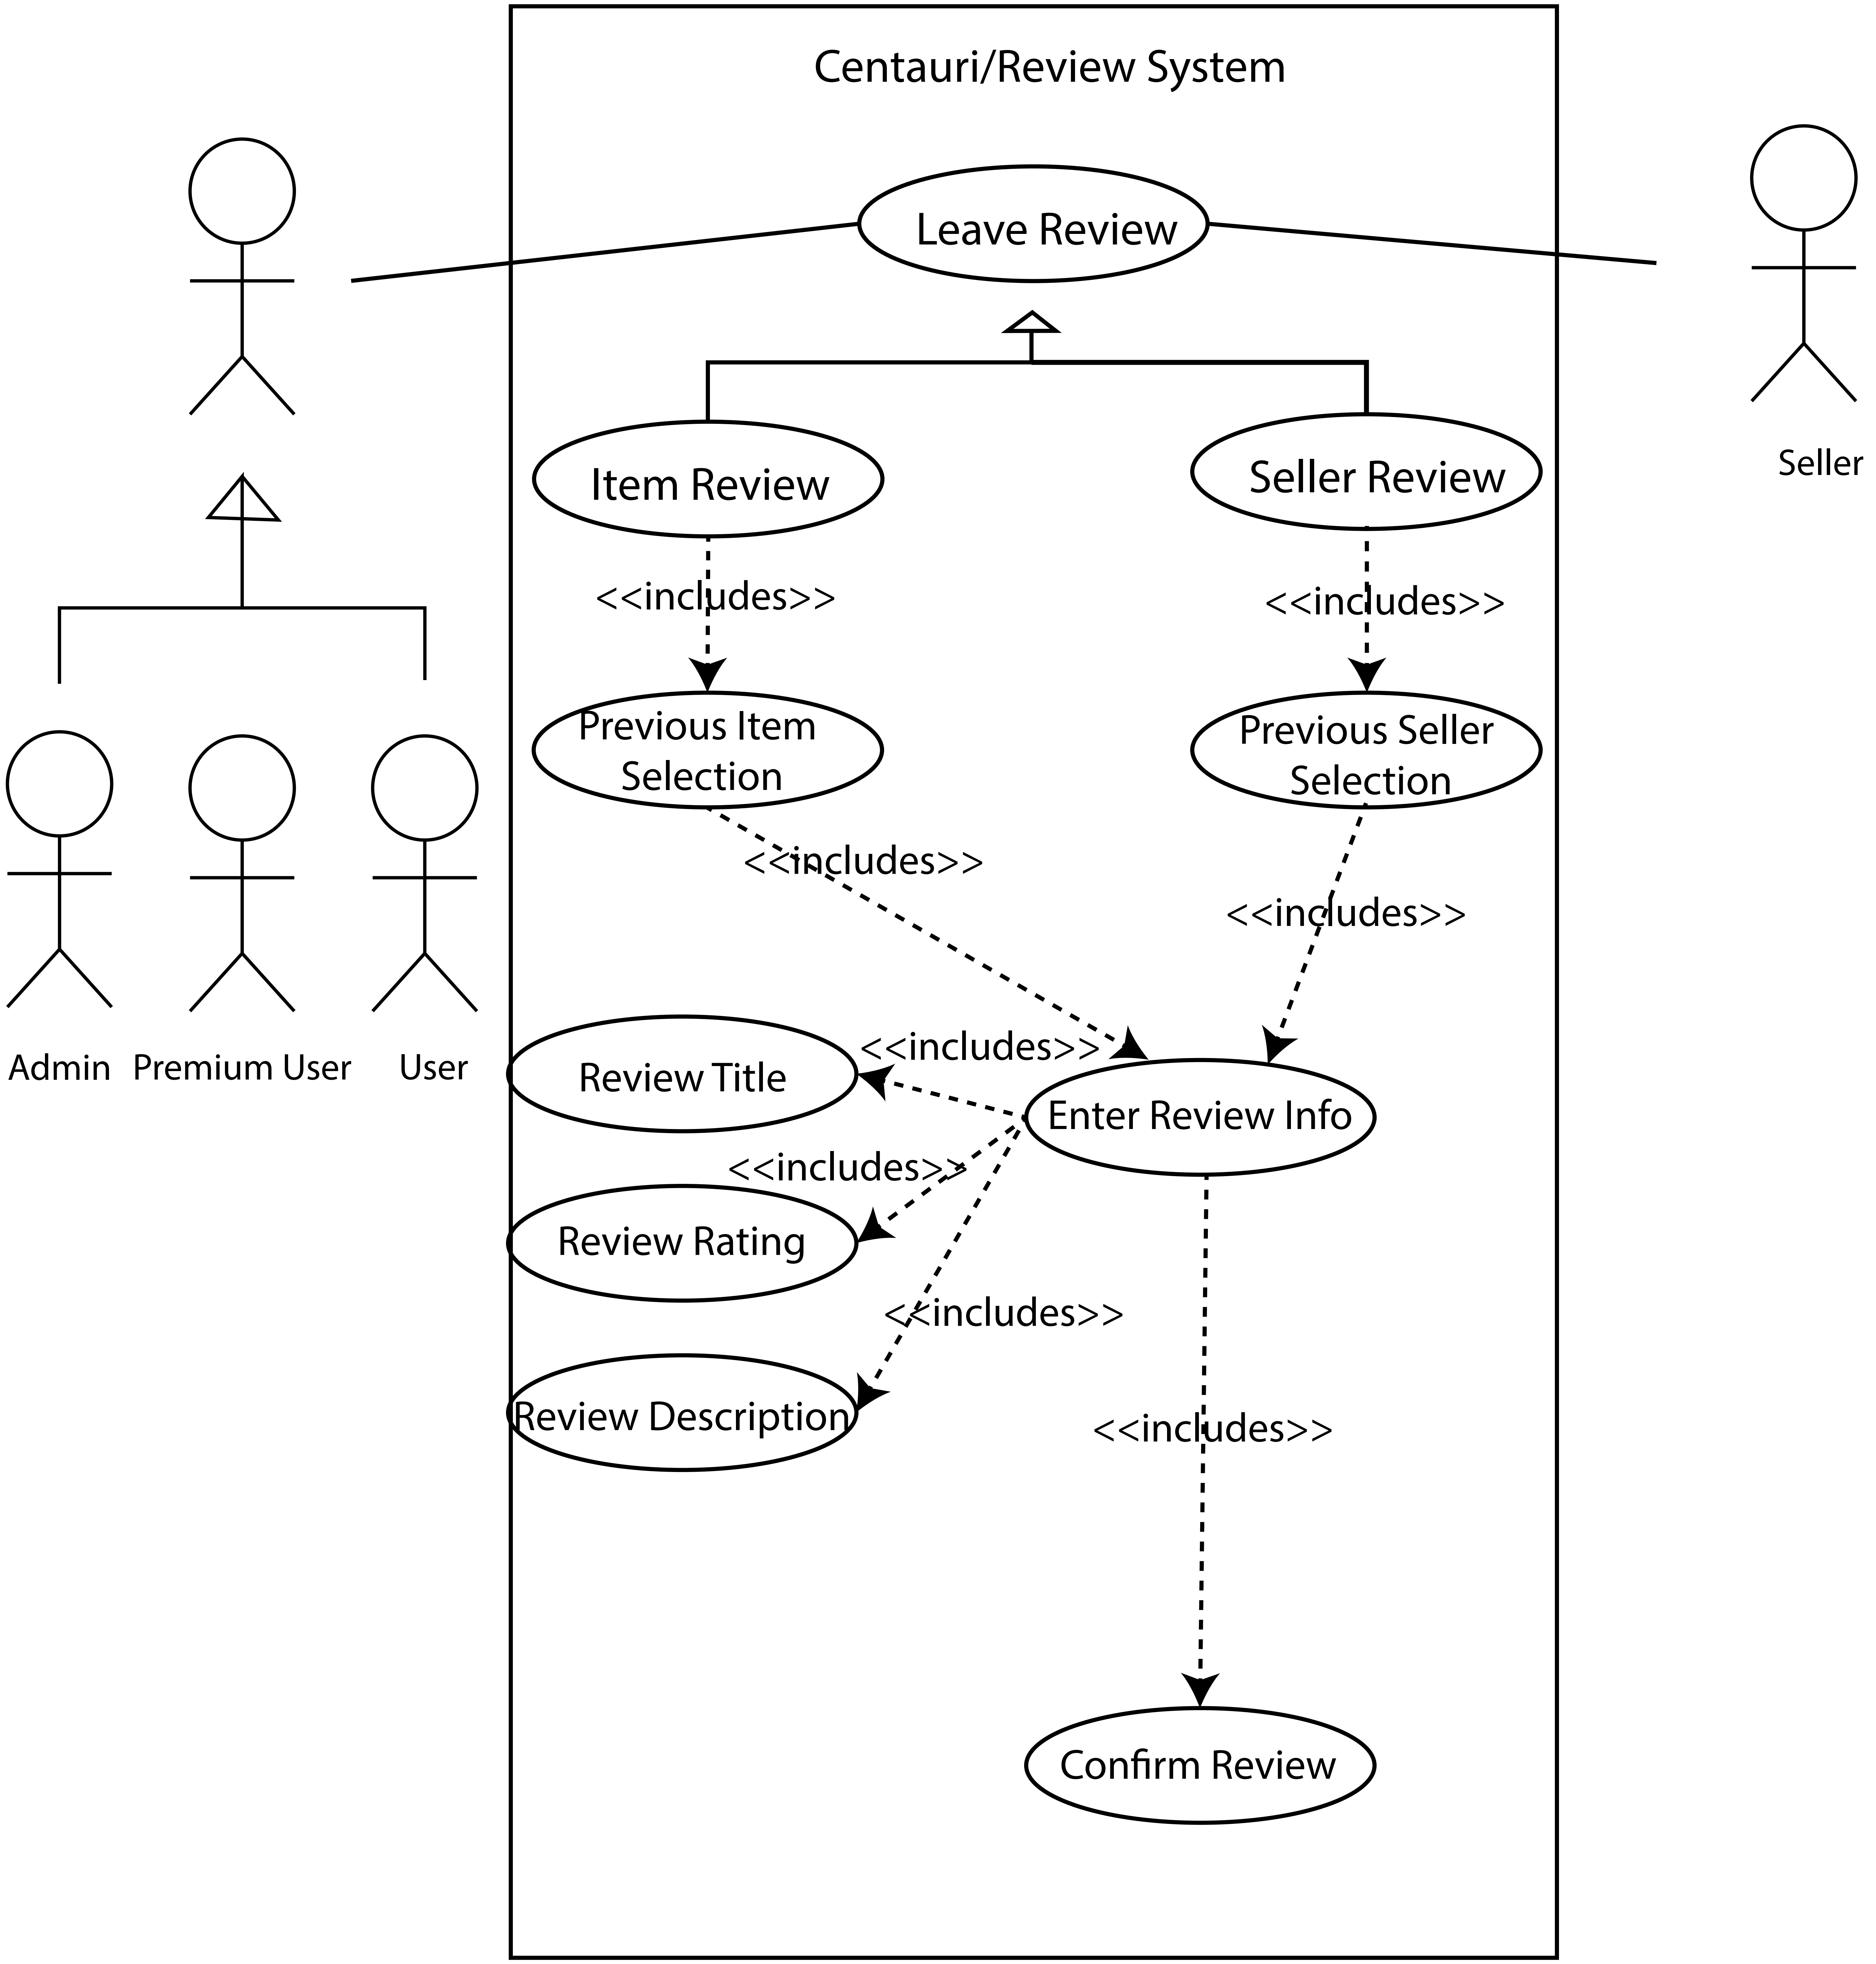 Centauri/Review System
Leave Review
Seller
Item Review
Seller Review
<<includes>>
<<includes>>
Previous Item
Selection
Previous Seller
Selection
<<includes>>
<<includes>>
Admin
Premium User
User
Review Title
<<includes>>
Enter Review Info
<<includes>>
Review Rating
<<includes>>
Review Description
<<includes>>
Confirm Review